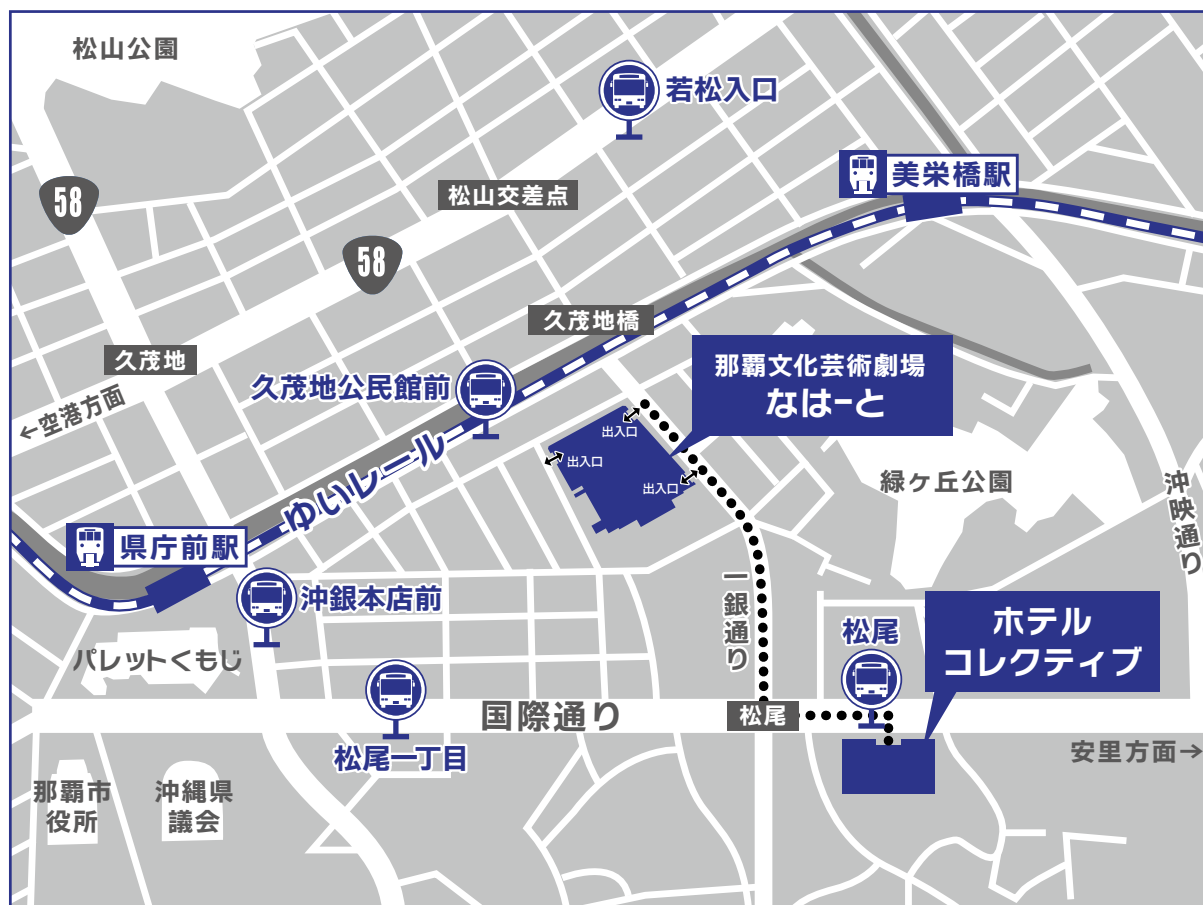 松山公園
若松入口
美栄橋駅
58
松山交差点
58
久茂地橋
久茂地
←空港方面
久茂地公民館前
那覇文化芸術劇場
なはーと
出入口
出入口
出入口
ゆいレール
緑ヶ丘公園
沖映通り
県庁前駅
沖銀本店前
一銀通り
松尾
ホテル
コレクティブ
パレットくもじ
国際通り
松尾
松尾一丁目
安里方面→
那覇市
役所
沖縄県
議会